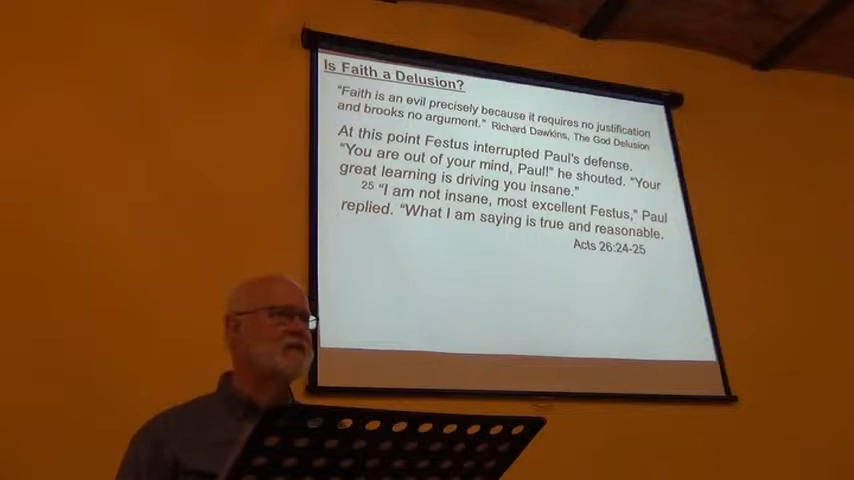 Is Faith a Delusion?
“Faith is an evil precisely because it requires no justification
and brooks no argument.” Richard Dawkins, The God Delusion
At this point Festus interrupted Paul's defense.
“You are out of your mind, Paul!” he shouted. “Your
great learning is driving you insane.”
25 “I am not insane, most excellent Festus,” Paul
replied. “What I am saying is true and reasonable.
Acts 26:24-25